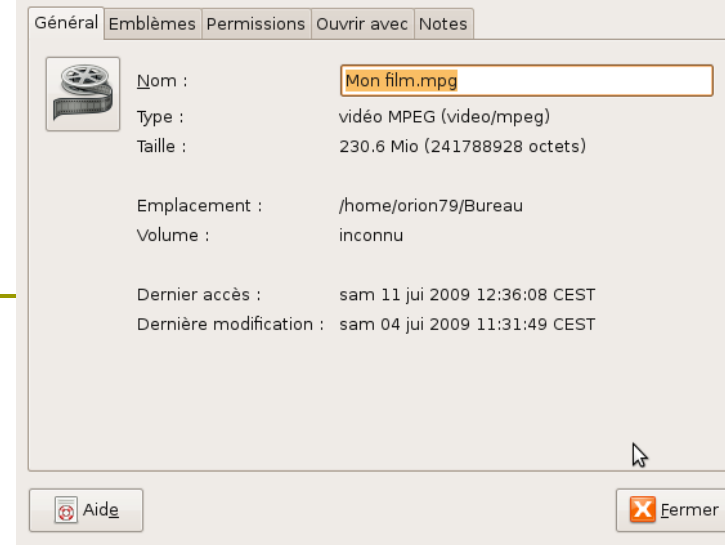 Général Emblèmes Permissions Ouvrir avec Notes
Nom : Mon film.mpg
Type : vidéo MPEG (video/mpeg)
Taille : 230.6 Mio (241788928 octets)
Emplacement : /home/orion79/Bureau
Volume : inconnu
Dernier accès : sam 11 jui 2009 12:36:08 CEST
Dernière modification : sam 04 jui 2009 11:31:49 CEST
Aide Fermer